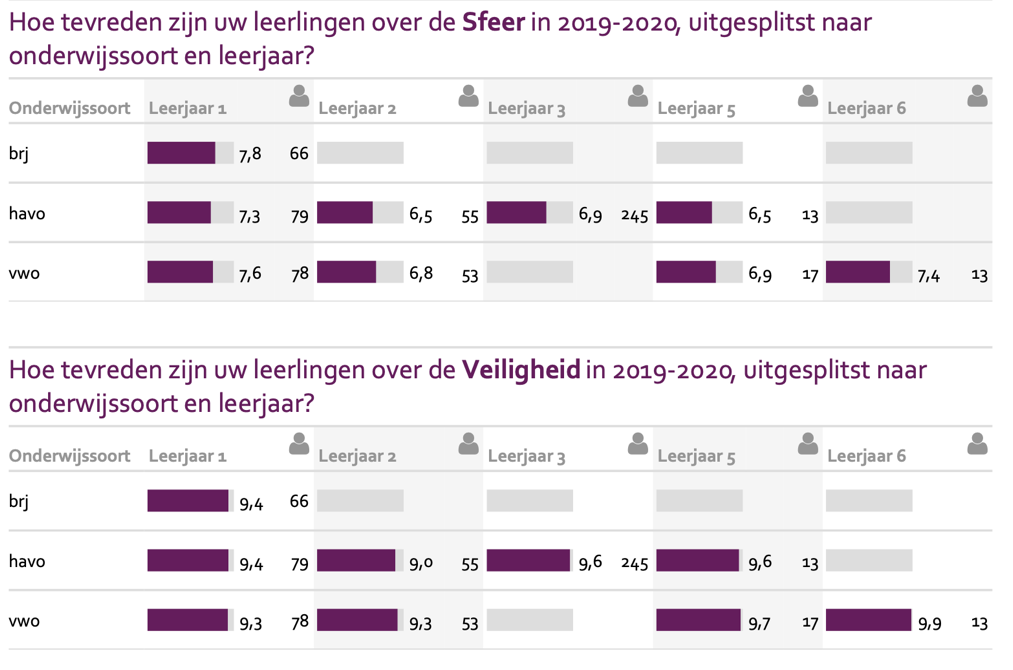 Hoe tevreden zijn uw leerlingen over de Sfeer in 2019-2020, uitgesplitst naar
onderwijssoort en leerjaar?
Onderwijssoort Leerjaar 1 Leerjaar 2 Leerjaar 3 Leerjaar 5 Leerjaar 6
brj 7,8 66
havo 7,3 79 6,5 55 6,9 245 6,5 13
vwo 7,6 78 6,8 53 6,9 17 7,4 13
Hoe tevreden zijn uw leerlingen over de Veiligheid in 2019-2020, uitgesplitst naar
onderwijssoort en leerjaar?
Onderwijssoort Leerjaar 1 Leerjaar 2 Leerjaar 3 Leerjaar 5 Leerjaar 6
brj 9,4 66
havo 9,4 79 9,0 55 9,6 245 9,6 13
vwo 9,3 78 9,3 53 9,7 17 9,9 13